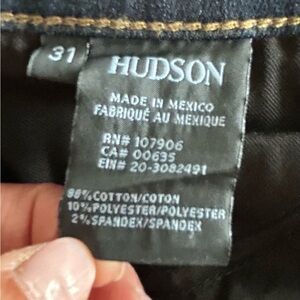 31
HUDSON
MADE IN MEXICO
FABRIQUÉ AU MEXIQUE
RN# 107906
CA# 00635
EIN# 20-3082491
88%COTTON/COTON
10%POLYESTER/POLYESTER
2%SPANDEX/SPANDEX